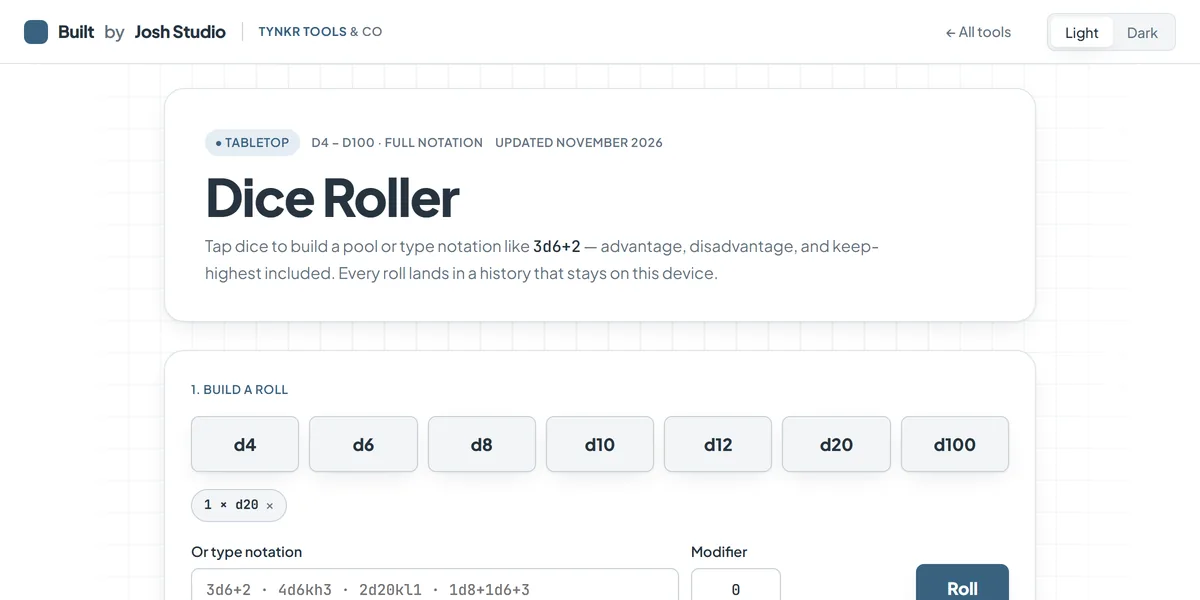 Built by Josh Studio
TYNKR TOOLS & CO
← All tools
Light
Dark
• TABLETOP
D4 – D100 · FULL NOTATION
UPDATED NOVEMBER 2026
Dice Roller
Tap dice to build a pool or type notation like 3d6+2 — advantage, disadvantage, and keep-
highest included. Every roll lands in a history that stays on this device.
1. BUILD A ROLL
d4
d6
d8
d10
d12
d20
d100
1 × d20 ×
Or type notation
Modifier
3d6+2 · 4d6kh3 · 2d20kl1 · 1d8+1d6+3
0
Roll